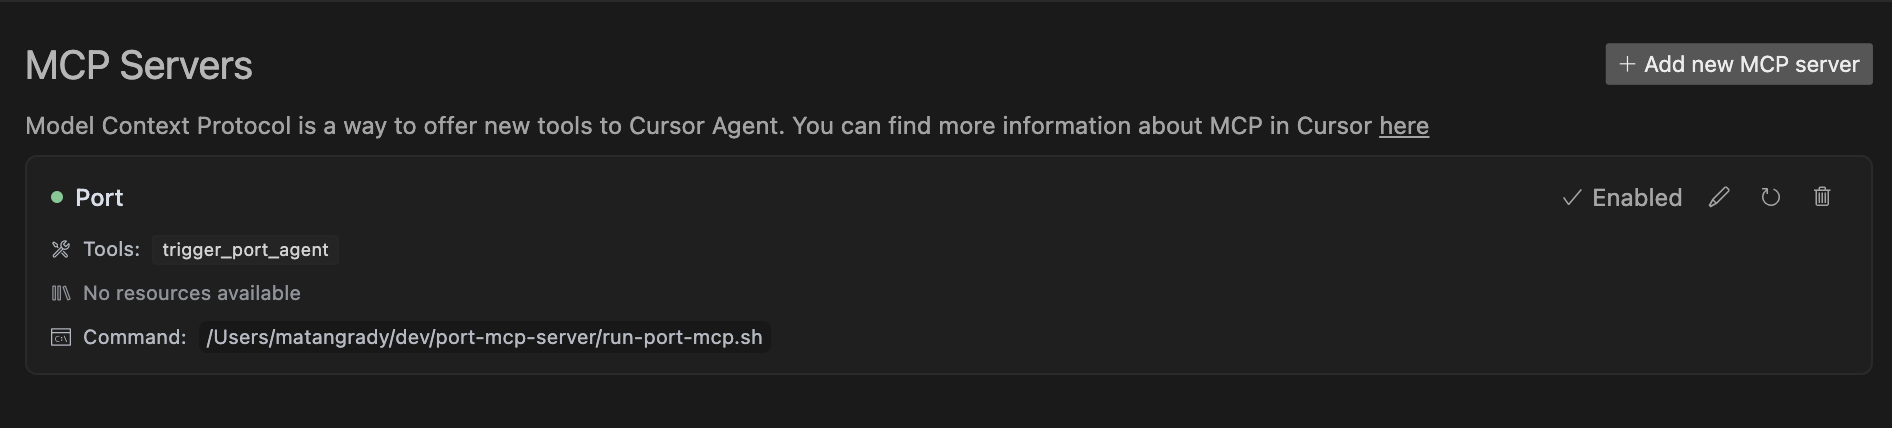 MCP Servers
+ Add new MCP server
Model Context Protocol is a way to offer new tools to Cursor Agent. You can find more information about MCP in Cursor here
Port
Enabled
Tools: trigger_port_agent
No resources available
Command: /Users/matangrady/dev/port-mcp-server/run-port-mcp.sh